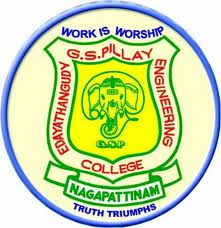 WORK IS WORSHIP
G.S.PILLAY
EDAYATHANGUDY
ENGINEERING
COLLEGE
G.S.P
NAGAPATTINAM
TRUTH TRIUMPHS